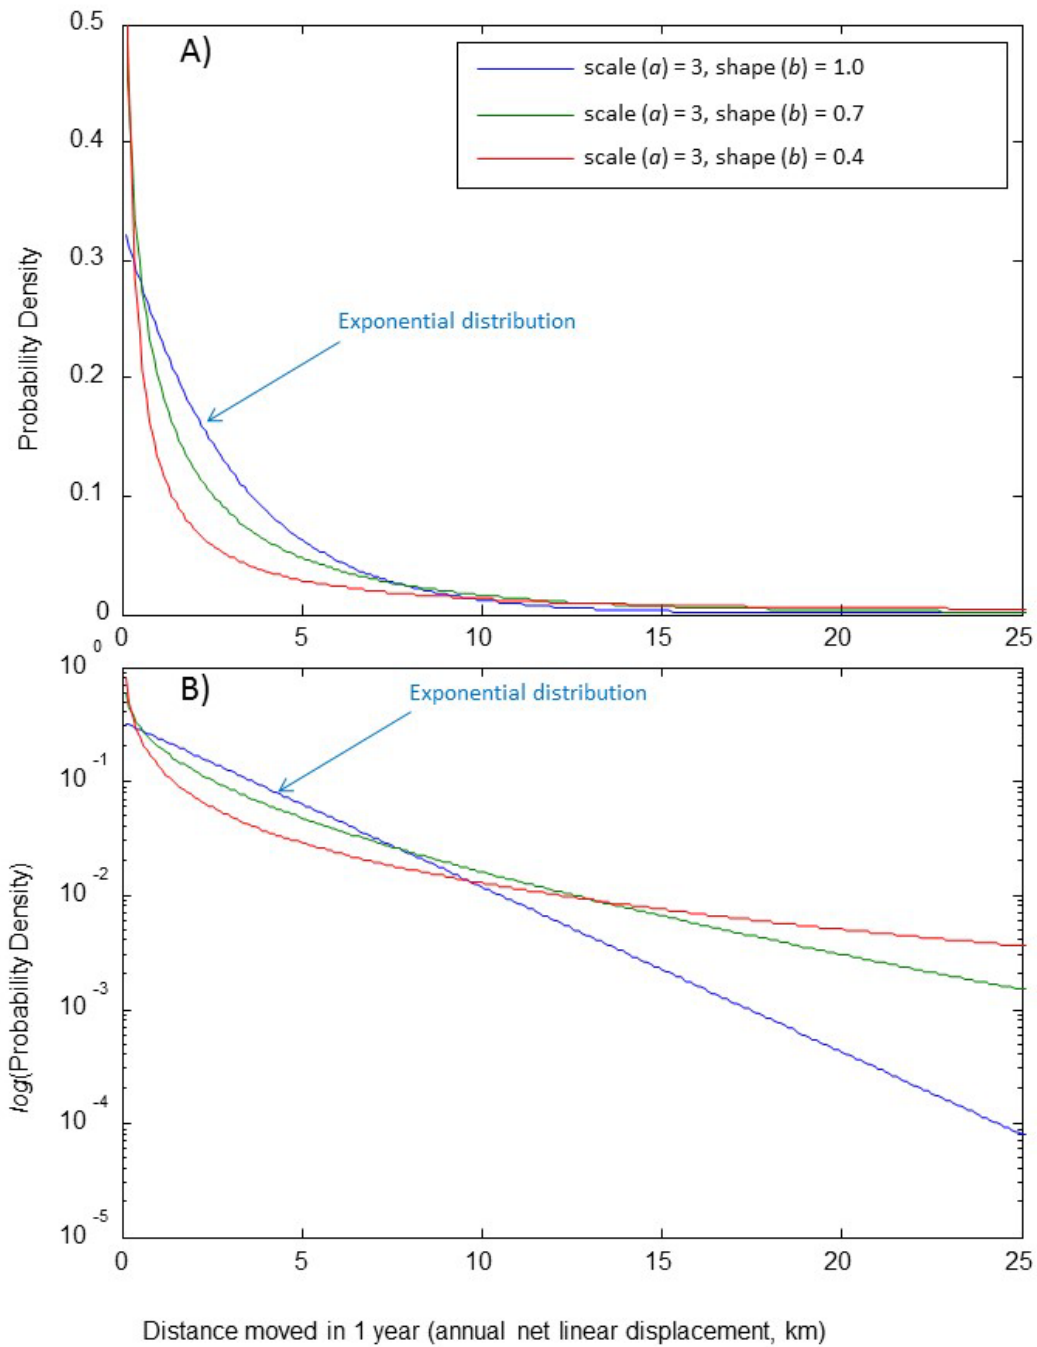 A)
scale (a) = 3, shape (b) = 1.0
scale (a) = 3, shape (b) = 0.7
scale (a) = 3, shape (b) = 0.4
Exponential distribution
Probability Density
0.5
0.4
0.3
0.2
0.1
0
0 5 10 15 20 25
B)
Exponential distribution
log(Probability Density)
10 0
10 -1
10 -2
10 -3
10 -4
10 -5
0 5 10 15 20 25
Distance moved in 1 year (annual net linear displacement, km)